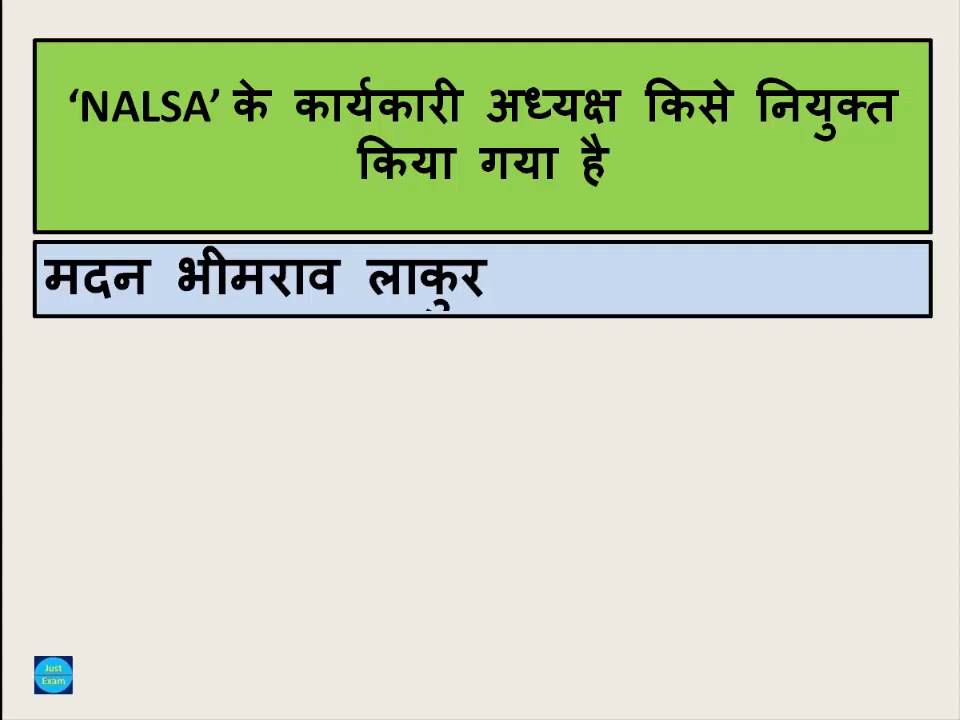 ‘NALSA’ के कार्यकारी अध्यक्ष किसे नियुक्त
किया गया है
मदन भीमराव लाकुर
Just
Exam